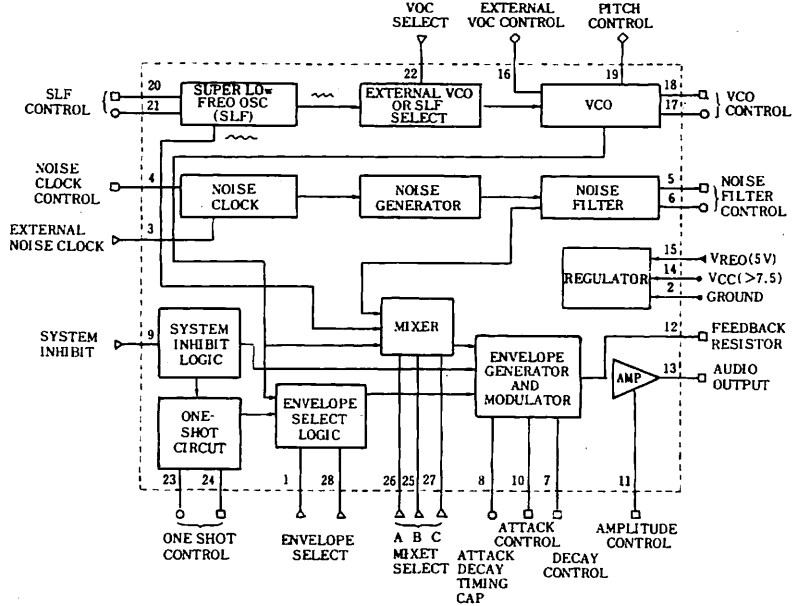 VOC
SELECT
EXTERNAL
VOC CONTROL
PITCH
CONTROL
22
16
19
SLF
CONTROL
20
21
SUPER LOW
FREO OSC
(SLF)
EXTERNAL VCO
OR SLF
SELECT
VCO
18
17
VCO
CONTROL
NOISE
CLOCK
CONTROL
4
NOISE
CLOCK
NOISE
GENERATOR
NOISE
FILTER
5
6
NOISE
FILTER
CONTROL
EXTERNAL
NOISE CLOCK
3
REGULATOR
15
VREO(5V)
14
VCC(>7.5)
2
GROUND
SYSTEM
INHIBIT
9
SYSTEM
INHIBIT
LOGIC
MIXER
ENVELOPE
GENERATOR
AND
MODULATOR
12
FEEDBACK
RESISTOR
AMP
13
AUDIO
OUTPUT
ONE-
SHOT
CIRCUT
ENVELOPE
SELECT
LOGIC
23
24
1
28
26
25
27
8
10
7
11
ONE SHOT
CONTROL
ENVELOPE
SELECT
A B C
MIXET
SELECT
ATTACK
DECAY
TIMING
CAP
ATTACK
CONTROL
DECAY
CONTROL
AMPLITUDE
CONTROL